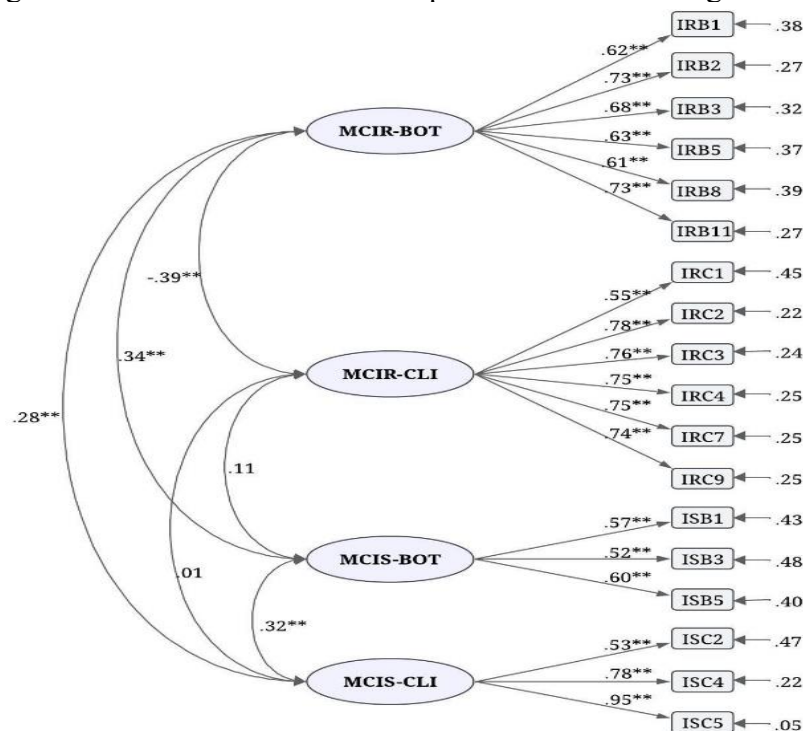 IRB1
.38
.62**
IRB2
.27
.73**
IRB3
.32
.68**
MCIR-BOT
IRB5
.37
.63**
IRB8
.39
.61**
IRB11
.27
.73**
IRC1
.45
.55**
-.39**
IRC2
.22
.78**
IRC3
.24
.76**
.34**
MCIR-CLI
IRC4
.25
.75**
.28**
IRC7
.25
.75**
IRC9
.25
.74**
.11
ISB1
.43
.57**
MCIS-BOT
ISB3
.48
.52**
.01
ISB5
.40
.60**
.32**
ISC2
.47
.53**
MCIS-CLI
ISC4
.22
.78**
ISC5
.05
.95**